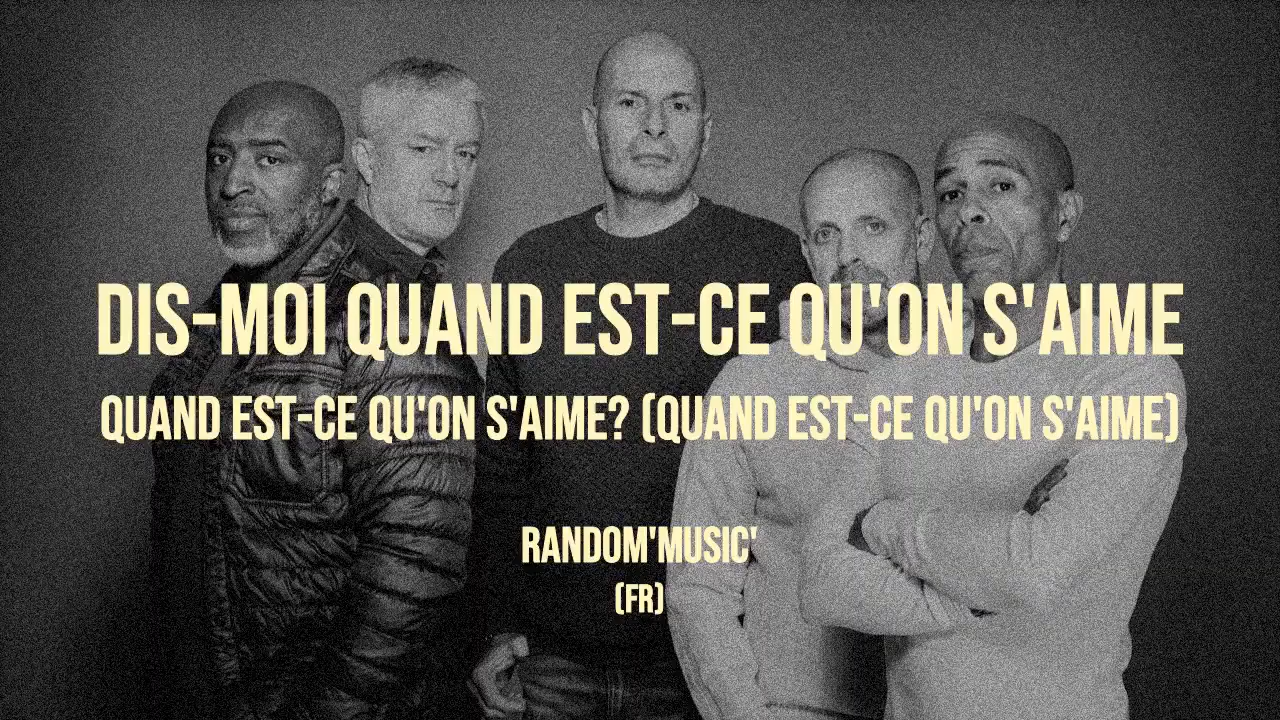 DIS-MOI QUAND EST-CE QU'ON S'AIME
QUAND EST-CE QU'ON S'AIME? (QUAND EST-CE QU'ON S'AIME)
RANDOM'MUSIC'
(FR)